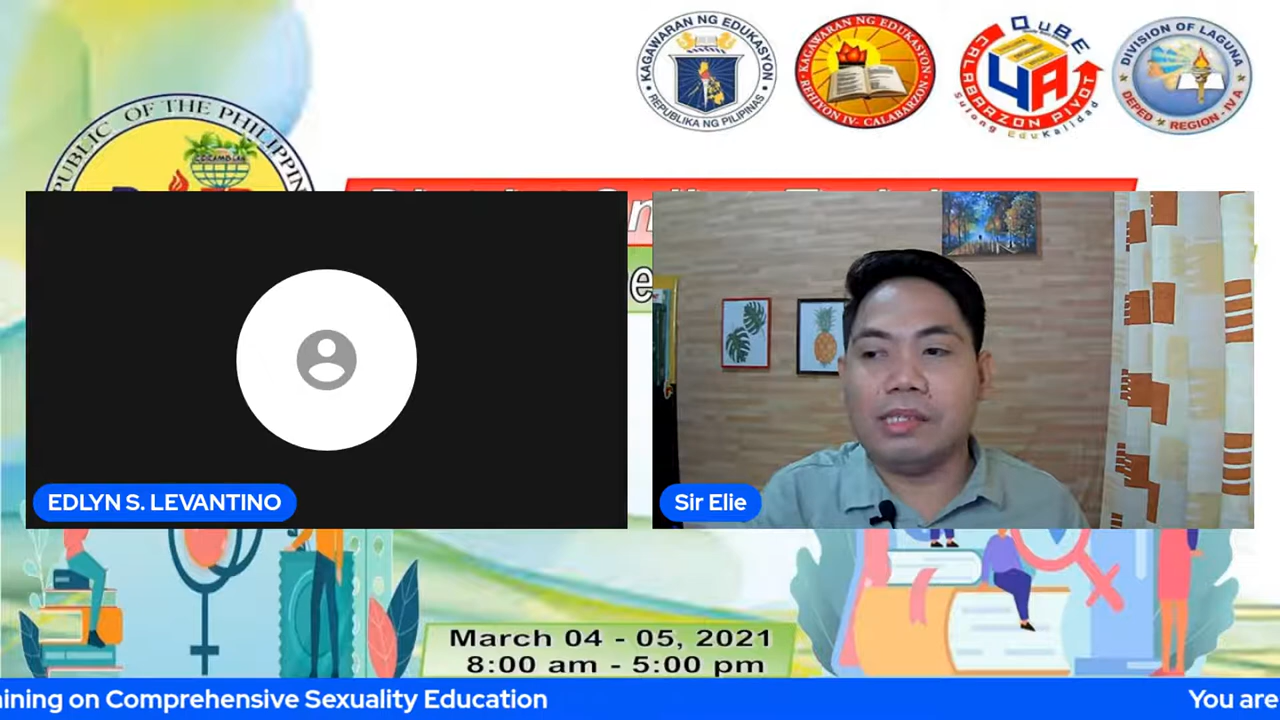 KAGAWARAN NG EDUKASYON
REPUBLIKA NG PILIPINAS
KAGAWARAN NG EDUKASYON
REHIYON IV- CALABARZON
QuBE
4A
CALABARZON PIVOT
Sulong EduKalidad
DIVISION OF LAGUNA
DEPED ★ REGION - IV A
PUBLIC OF THE PHILIPPIN
EDLYN S. LEVANTINO
Sir Elie
March 04 - 05, 2021
8:00 am - 5:00 pm
aining on Comprehensive Sexuality Education
You are